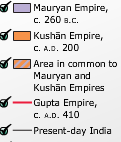 Mauryan Empire,
c. 260 B.C.
Kushān Empire,
c. A.D. 200
Area in common to
Mauryan and
Kushān Empires
Gupta Empire,
c. A.D. 410
Present-day India